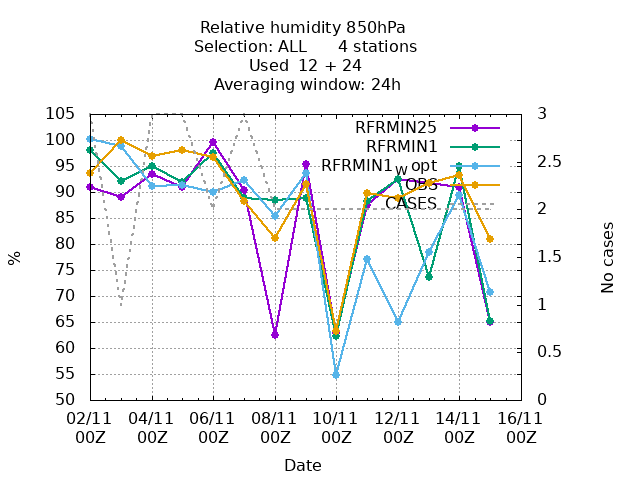 Relative humidity 850hPa
Selection: ALL 4 stations
Used 12 + 24
Averaging window: 24h
RFRMIN25
RFRMIN1
RFRMIN1w opt
OBS
CASES
%
105
100
95
90
85
80
75
70
65
60
55
50
3
2.5
2
1.5
1
0.5
0
No cases
02/11 04/11 06/11 08/11 10/11 12/11 14/11 16/11
00Z 00Z 00Z 00Z 00Z 00Z 00Z 00Z
Date